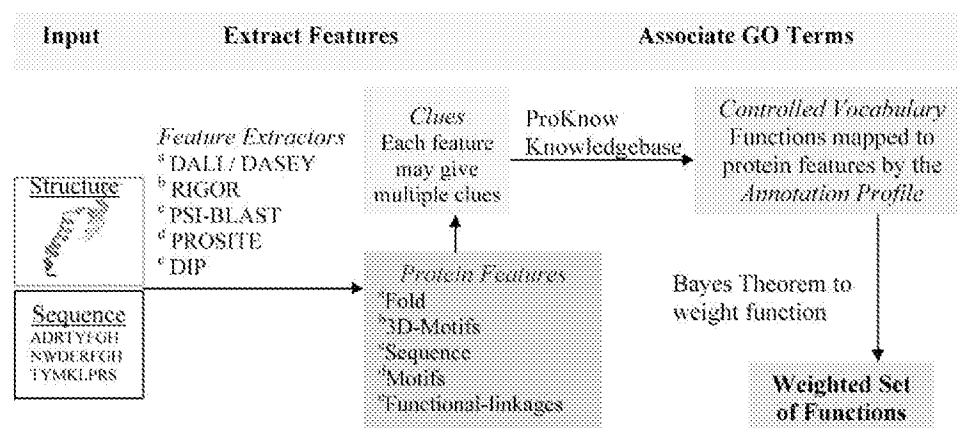 Input
Extract Features
Associate GO Terms
Structure
Sequence
ADRTYFGH
NWDERFGH
TYMKLPRS
Feature Extractors
a DALI / DASEY
b RIGOR
c PSI-BLAST
d PROSITE
e DIP
Clues
Each feature
may give
multiple clues
Protein Features
a Fold
b 3D-Motifs
c Sequence
d Motifs
e Functional-linkages
ProKnow
Knowledgebase
Controlled Vocabulary
Functions mapped to
protein features by the
Annotation Profile
Bayes Theorem to
weight function
Weighted Set
of Functions